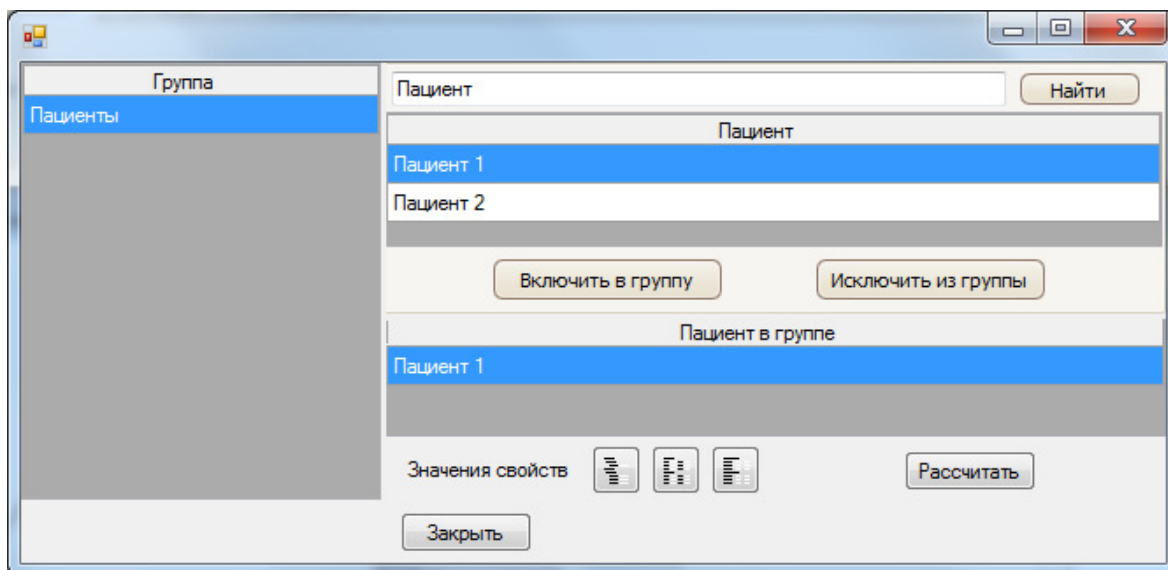 Группа
Пациенты
Пациент
Найти
Пациент
Пациент 1
Пациент 2
Включить в группу
Исключить из группы
Пациент в группе
Пациент 1
Значения свойств
Рассчитать
Закрыть